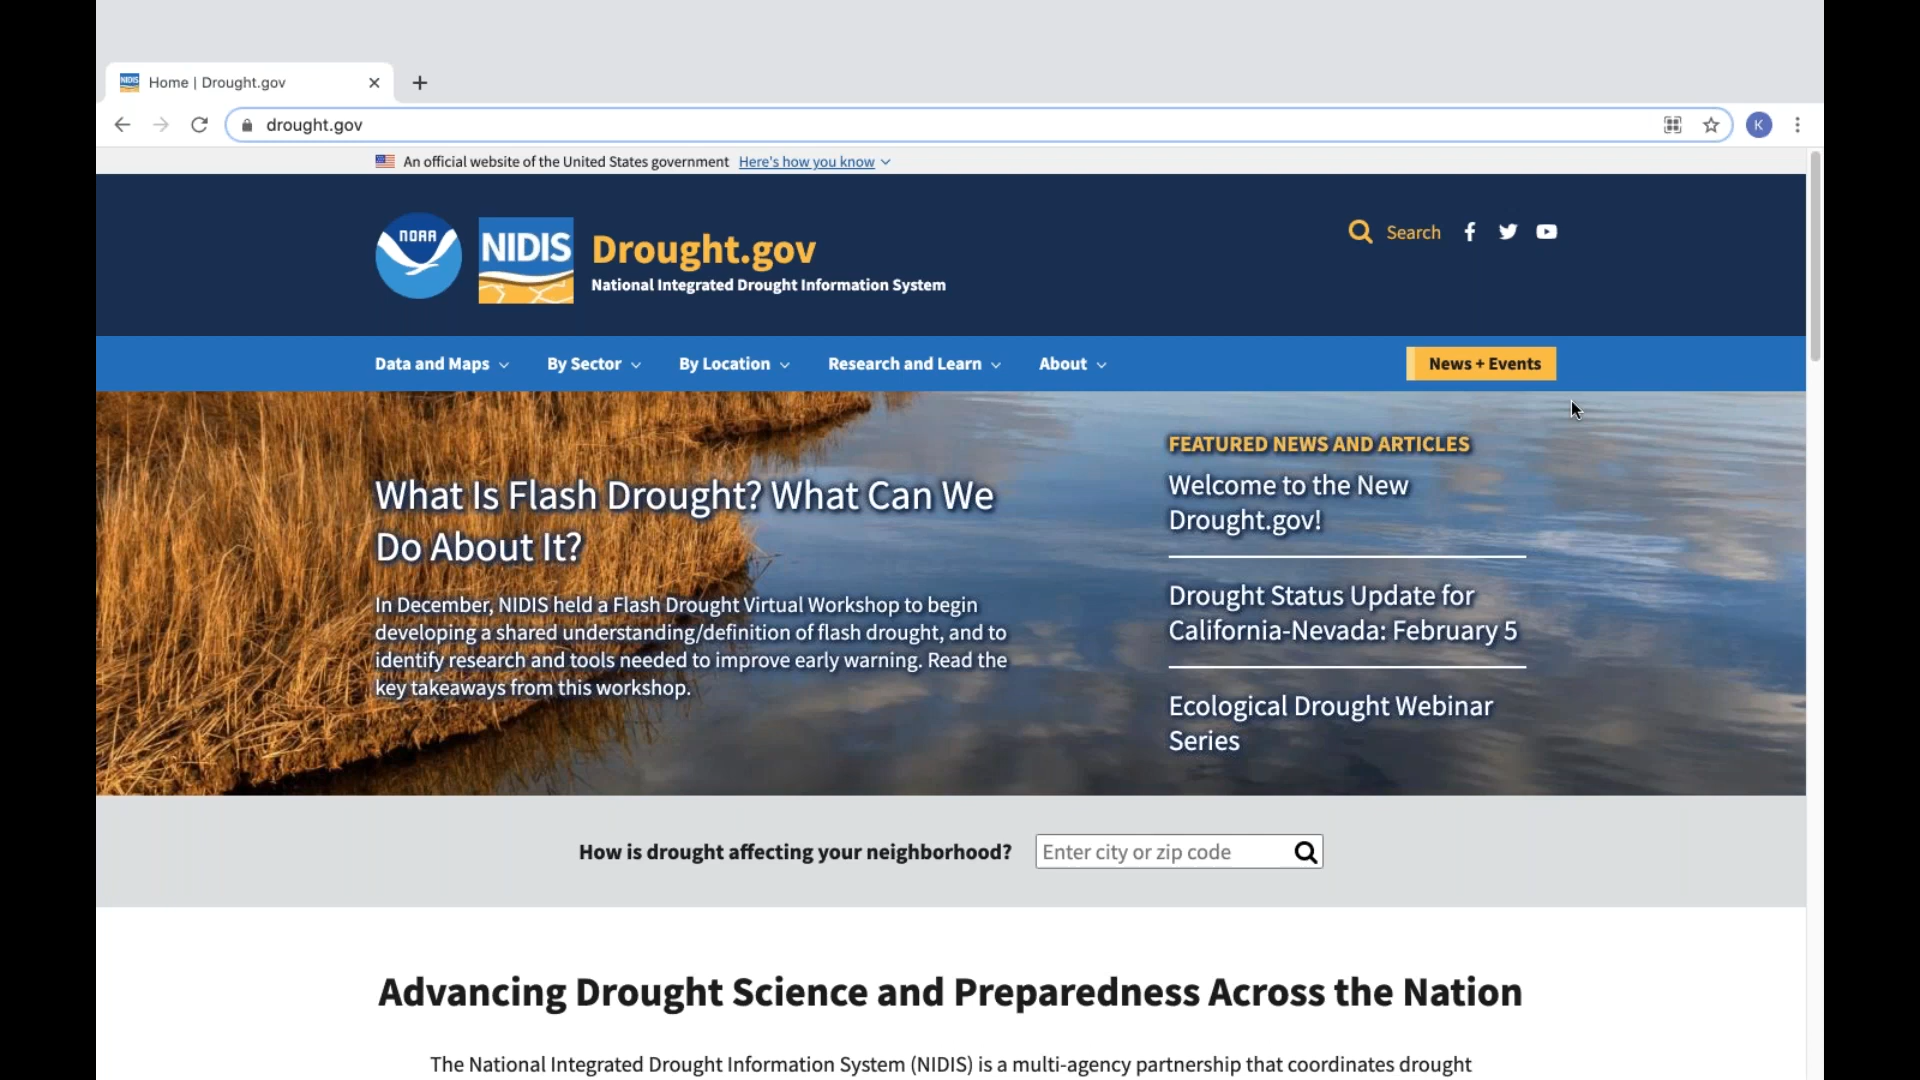 Home | Drought.gov
drought.gov
K
An official website of the United States government Here's how you know
NOAA
NIDIS
Drought.gov
National Integrated Drought Information System
Search
Data and Maps
By Sector
By Location
Research and Learn
About
News + Events
What Is Flash Drought? What Can We
Do About It?
In December, NIDIS held a Flash Drought Virtual Workshop to begin
developing a shared understanding/definition of flash drought, and to
identify research and tools needed to improve early warning. Read the
key takeaways from this workshop.
FEATURED NEWS AND ARTICLES
Welcome to the New
Drought.gov!
Drought Status Update for
California-Nevada: February 5
Ecological Drought Webinar
Series
How is drought affecting your neighborhood?
Enter city or zip code
Advancing Drought Science and Preparedness Across the Nation
The National Integrated Drought Information System (NIDIS) is a multi-agency partnership that coordinates drought